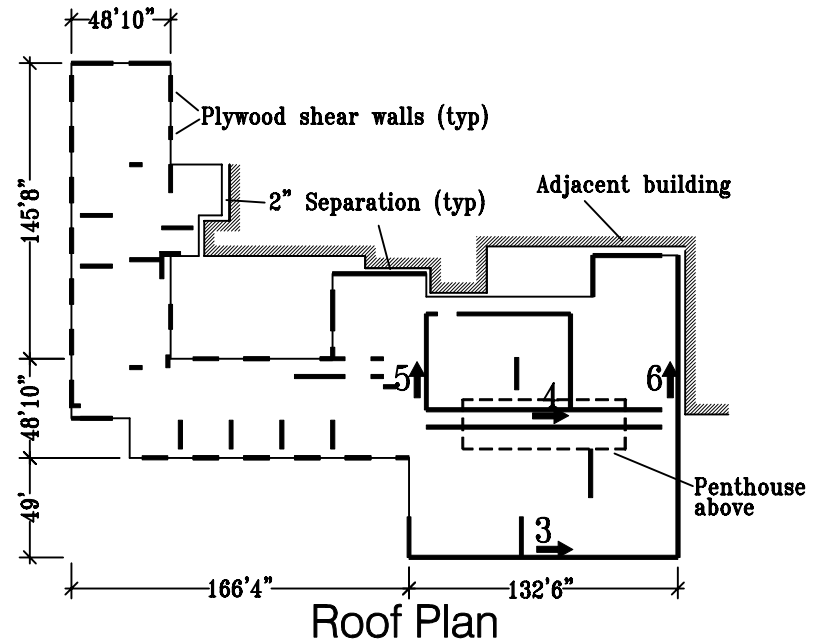 48'10"
Plywood shear walls (typ)
Adjacent building
2" Separation (typ)
145'8"
5
4
6
48'10"
Penthouse
above
49'
3
166'4"
132'6"
Roof Plan